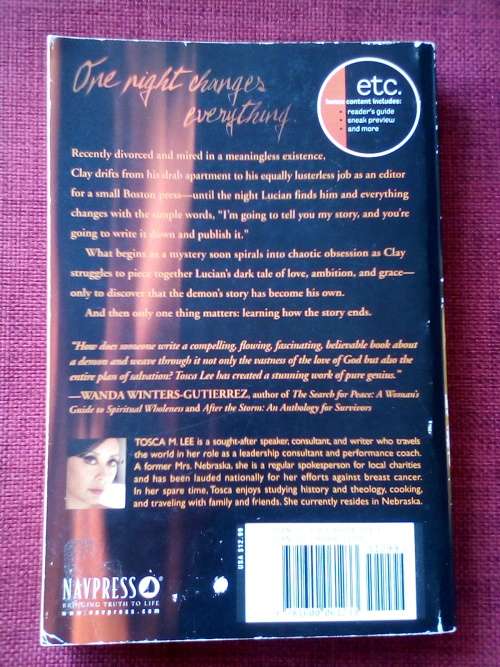 One night changes
everything
etc.
bonus content includes:
• reader's guide
• sneak preview
• and more
Recently divorced and mired in a meaningless existence,
Clay drifts from his drab apartment to his equally lusterless job as an editor
for a small Boston press—until the night Lucian finds him and everything
changes with the simple words, "I'm going to tell you my story, and you're
going to write it down and publish it."
What begins as a mystery soon spirals into chaotic obsession as Clay
struggles to piece together Lucian's dark tale of love, ambition, and grace—
only to discover that the demon's story has become his own.
And then only one thing matters: learning how the story ends.
"How does someone write a compelling, flowing, fascinating, believable book about
a demon and weave through it not only the vastness of the love of God but also the
entire plan of salvation? Tosca Lee has created a stunning work of pure genius."
—WANDA WINTERS-GUTIERREZ, author of The Search for Peace: A Woman's
Guide to Spiritual Wholeness and After the Storm: An Anthology for Survivors
TOSCA M. LEE is a sought-after speaker, consultant, and writer who travels
the world in her role as a leadership consultant and performance coach.
A former Mrs. Nebraska, she is a regular spokesperson for local charities
and has been lauded nationally for her efforts against breast cancer.
In her spare time, Tosca enjoys studying history and theology, cooking,
and traveling with family and friends. She currently resides in Nebraska.
USA $12.99
NAVPRESS
BRINGING TRUTH TO LIFE
www.navpress.com